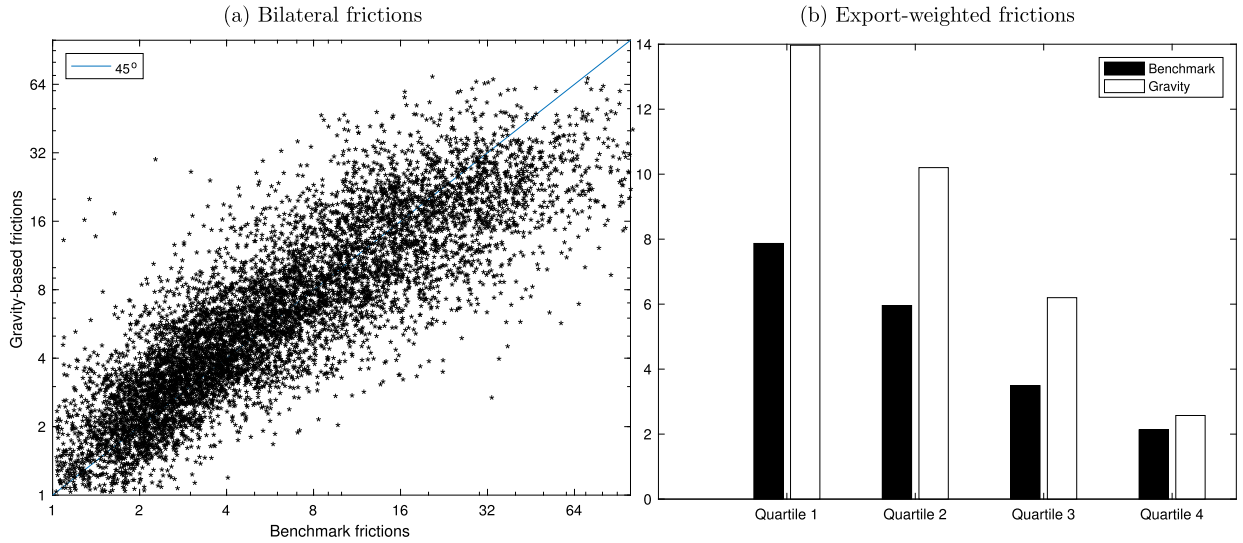 (a) Bilateral frictions
45°
64
32
16
8
4
2
1
Gravity-based frictions
1 2 4 8 16 32 64
Benchmark frictions
(b) Export-weighted frictions
Benchmark
Gravity
14
12
10
8
6
4
2
0
Quartile 1 Quartile 2 Quartile 3 Quartile 4